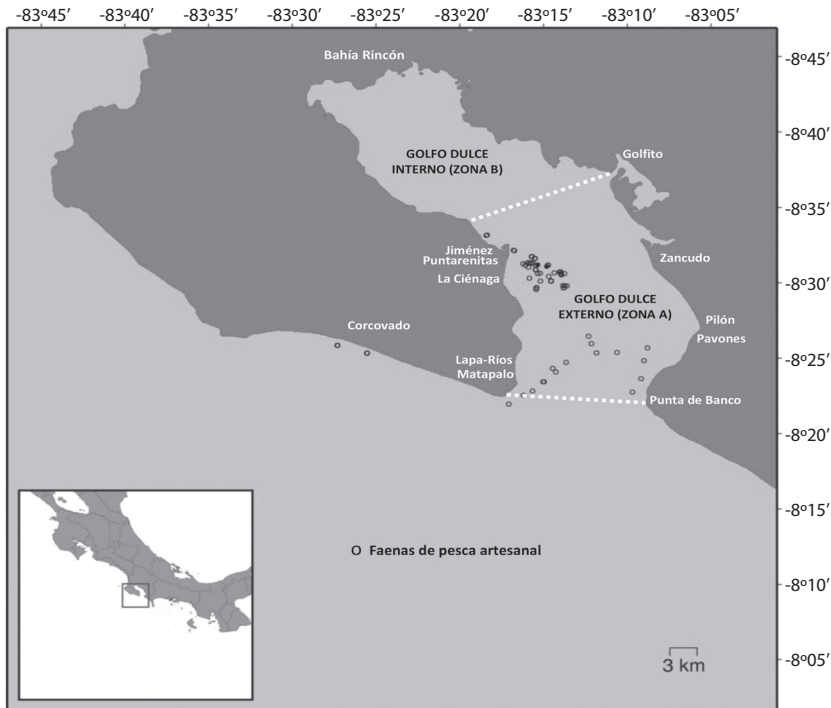 -83º45′ -83º40′ -83º35′ -83º30′ -83º25′ -83º20′ -83º15′ -83º10′ -83º05′
Bahía Rincón
-8º45′
-8º40′
GOLFO DULCE
INTERNO (ZONA B)
Golfito
-8º35′
Jiménez
Puntarenitas
La Ciénaga
Zancudo
-8º30′
GOLFO DULCE
EXTERNO (ZONA A)
Pilón
Pavones
Corcovado
-8º25′
Lapa-Ríos
Matapalo
Punta de Banco
-8º20′
-8º15′
O Faenas de pesca artesanal
-8º10′
-8º05′
3 km